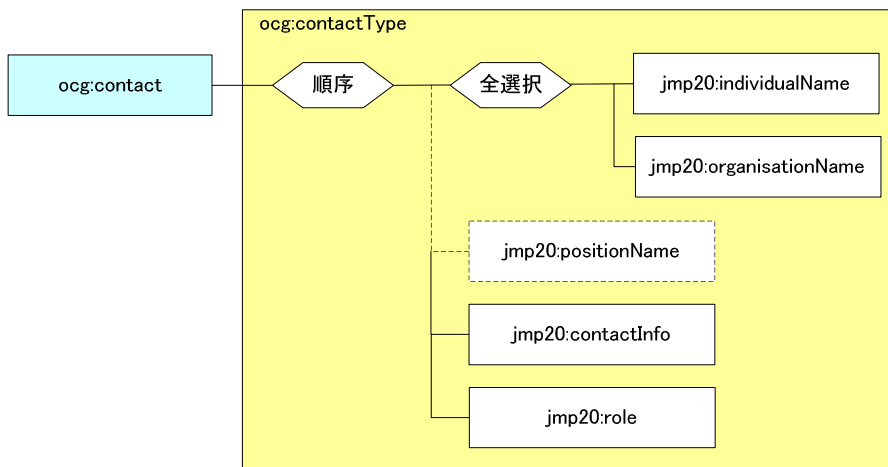 ocg:contactType
ocg:contact
順序
全選択
jmp20:individualName
jmp20:organisationName
jmp20:positionName
jmp20:contactInfo
jmp20:role